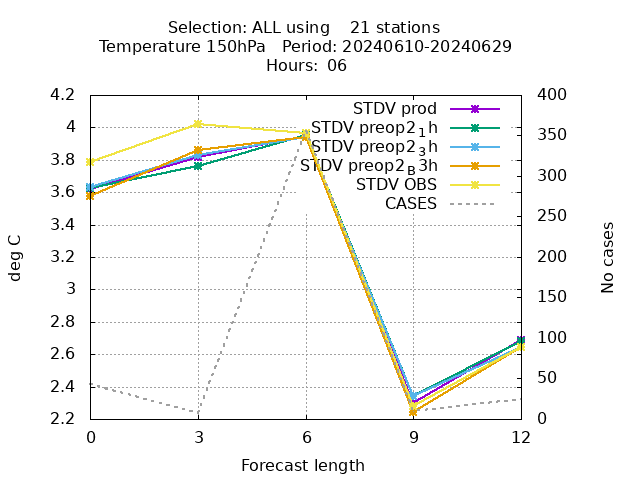 Selection: ALL using 21 stations
Temperature 150hPa Period: 20240610-20240629
Hours: 06
4.2
4
3.8
3.6
3.4
3.2
3
2.8
2.6
2.4
2.2
deg C
STDV prod
STDV preop2₁h
STDV preop2₃h
STDV preop2_B3h
STDV OBS
CASES
400
350
300
250
200
150
100
50
0
No cases
0 3 6 9 12
Forecast length